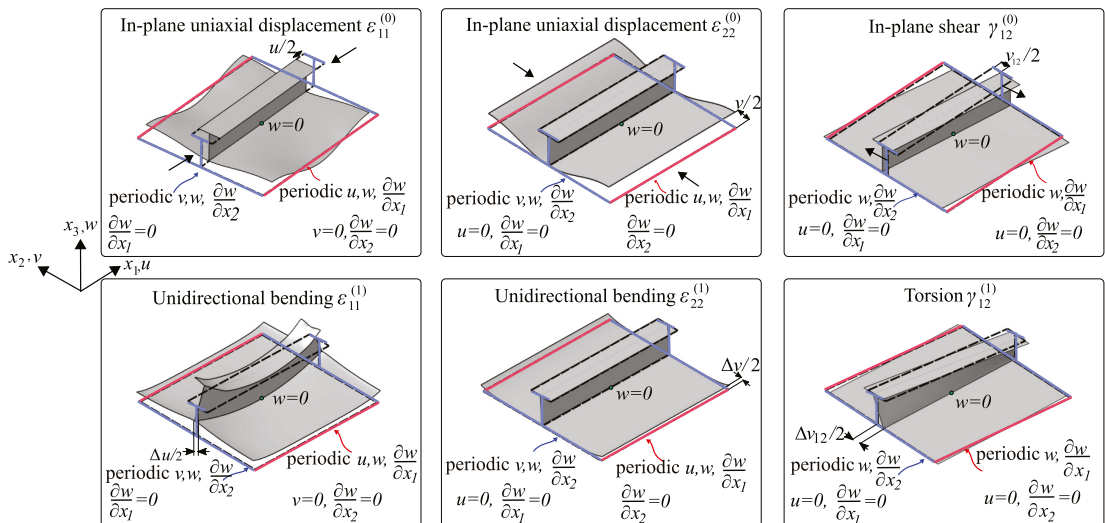 In-plane uniaxial displacement ε₁₁⁽⁰⁾
u/2
w=0
periodic v,w, ∂w/∂x2
periodic u,w, ∂w/∂x1
∂w/∂x1=0
v=0, ∂w/∂x2=0
In-plane uniaxial displacement ε₂₂⁽⁰⁾
v/2
w=0
periodic v,w, ∂w/∂x2
periodic u,w, ∂w/∂x1
u=0, ∂w/∂x1=0
∂w/∂x2=0
In-plane shear γ₁₂⁽⁰⁾
v₁₂/2
w=0
periodic w, ∂w/∂x2
periodic w, ∂w/∂x1
u=0, ∂w/∂x1=0
u=0, ∂w/∂x2=0
x₃,w
x₂,v
x₁,u
Unidirectional bending ε₁₁⁽¹⁾
w=0
Δu/2
periodic v,w, ∂w/∂x2
periodic u,w, ∂w/∂x1
∂w/∂x1=0
v=0, ∂w/∂x2=0
Unidirectional bending ε₂₂⁽¹⁾
Δv/2
w=0
periodic v,w, ∂w/∂x2
periodic u,w, ∂w/∂x1
u=0, ∂w/∂x1=0
∂w/∂x2=0
Torsion γ₁₂⁽¹⁾
w=0
Δv₁₂/2
periodic w, ∂w/∂x2
periodic w, ∂w/∂x1
u=0, ∂w/∂x1=0
u=0, ∂w/∂x2=0